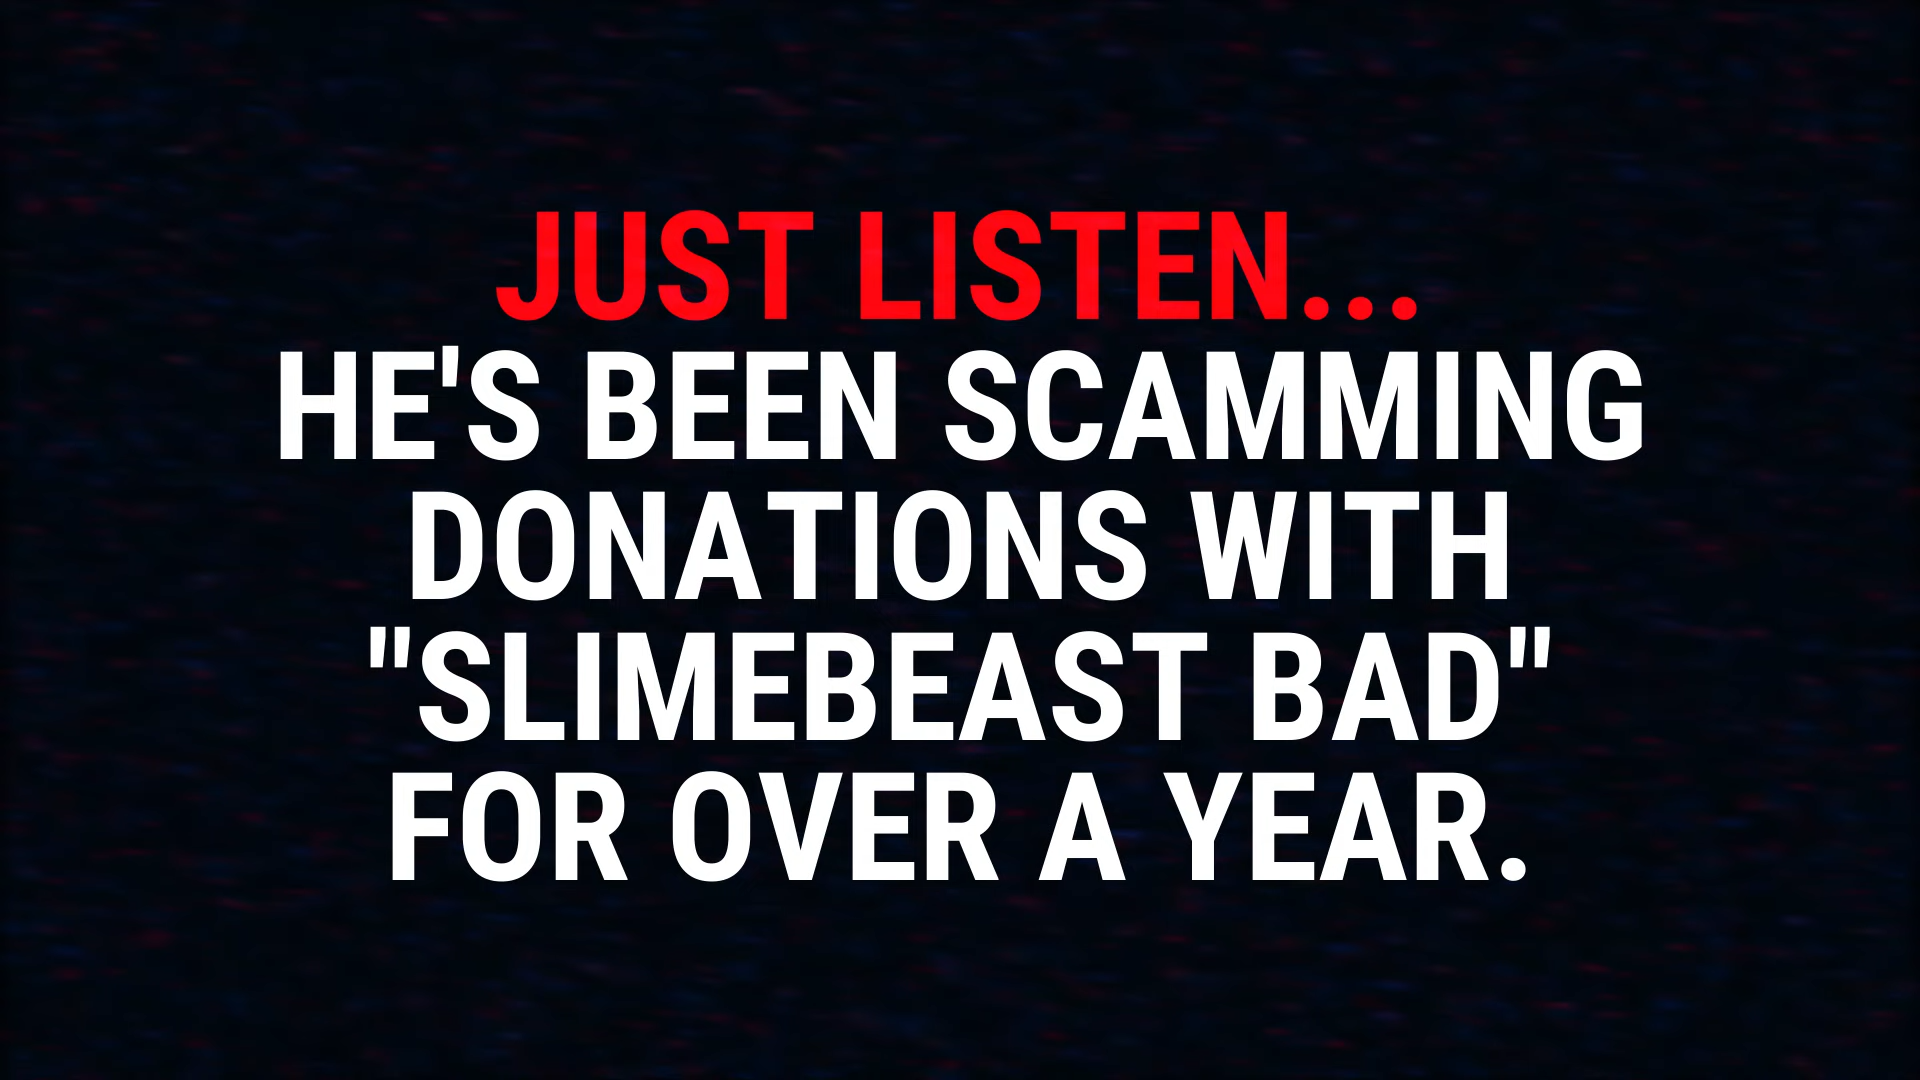 JUST LISTEN...
HE'S BEEN SCAMMING
DONATIONS WITH
"SLIMEBEAST BAD"
FOR OVER A YEAR.